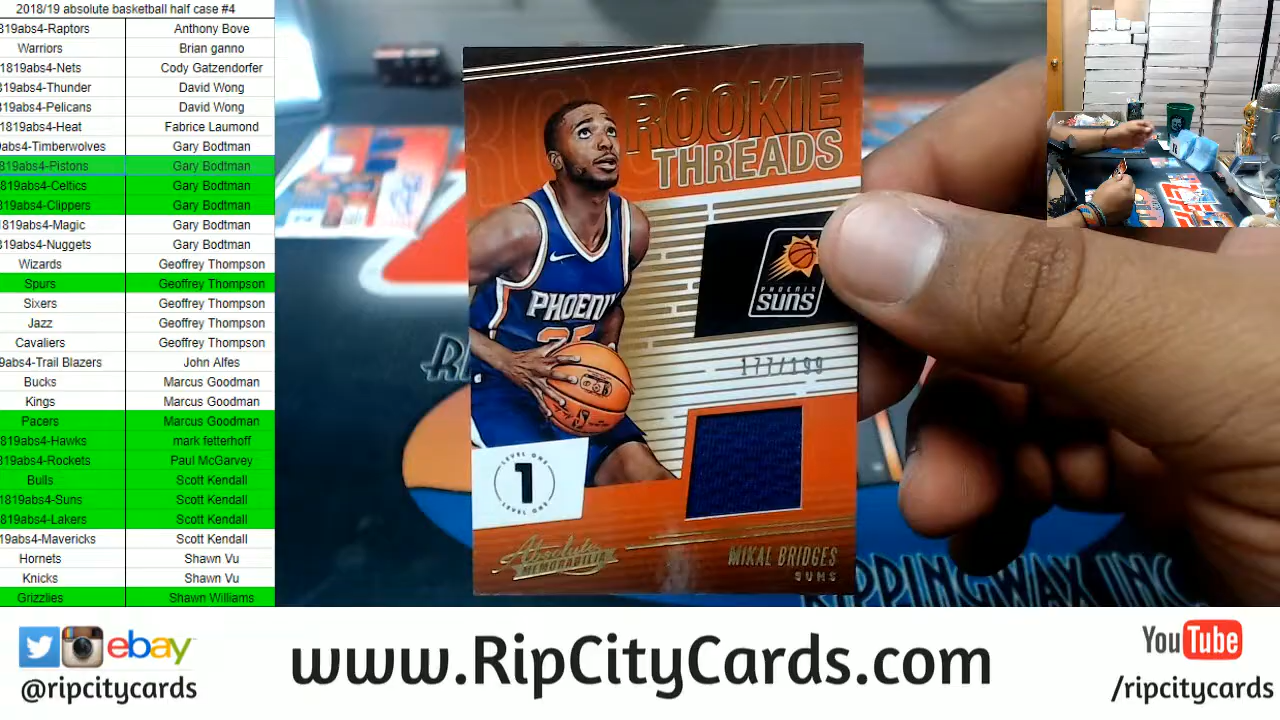 2018/19 absolute basketball half case #4
819abs4-Raptors Anthony Bove
Warriors Brian ganno
1819abs4-Nets Cody Gatzendorfer
819abs4-Thunder David Wong
819abs4-Pelicans David Wong
1819abs4-Heat Fabrice Laumond
9abs4-Timberwolves Gary Bodtman
819abs4-Pistons Gary Bodtman
819abs4-Celtics Gary Bodtman
819abs4-Clippers Gary Bodtman
1819abs4-Magic Gary Bodtman
819abs4-Nuggets Gary Bodtman
Wizards Geoffrey Thompson
Spurs Geoffrey Thompson
Sixers Geoffrey Thompson
Jazz Geoffrey Thompson
Cavaliers Geoffrey Thompson
9abs4-Trail Blazers John Alfes
Bucks Marcus Goodman
Kings Marcus Goodman
Pacers Marcus Goodman
819abs4-Hawks mark fetterhoff
819abs4-Rockets Paul McGarvey
Bulls Scott Kendall
1819abs4-Suns Scott Kendall
819abs4-Lakers Scott Kendall
19abs4-Mavericks Scott Kendall
Hornets Shawn Vu
Knicks Shawn Vu
Grizzlies Shawn Williams
ROOKIE
THREADS
PHOENIX
SUNS
PHOENI
25
177/199
LEVEL ONE
1
LEVEL ONE
Absolute
MEMORABILIA
MIKAL BRIDGES
SUNS
RIPPINGWAX INC
ebay
@ripcitycards
www.RipCityCards.com
YouTube
/ripcitycards